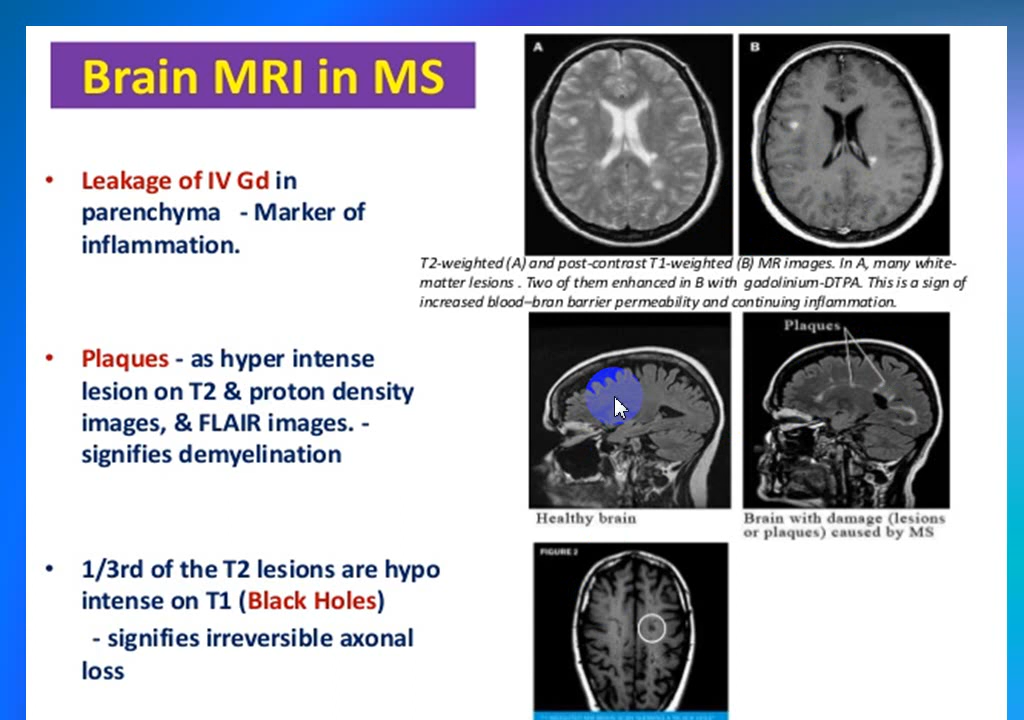 Brain MRI in MS
A
B
• Leakage of IV Gd in
parenchyma - Marker of
inflammation.
T2-weighted (A) and post-contrast T1-weighted (B) MR images. In A, many white-
matter lesions . Two of them enhanced in B with gadolinium-DTPA. This is a sign of
increased blood–bran barrier permeability and continuing inflammation.
• Plaques - as hyper intense
lesion on T2 & proton density
images, & FLAIR images. -
signifies demyelination
Plaques
Healthy brain
Brain with damage (lesions
or plaques) caused by MS
• 1/3rd of the T2 lesions are hypo
intense on T1 (Black Holes)
- signifies irreversible axonal
loss
FIGURE 2